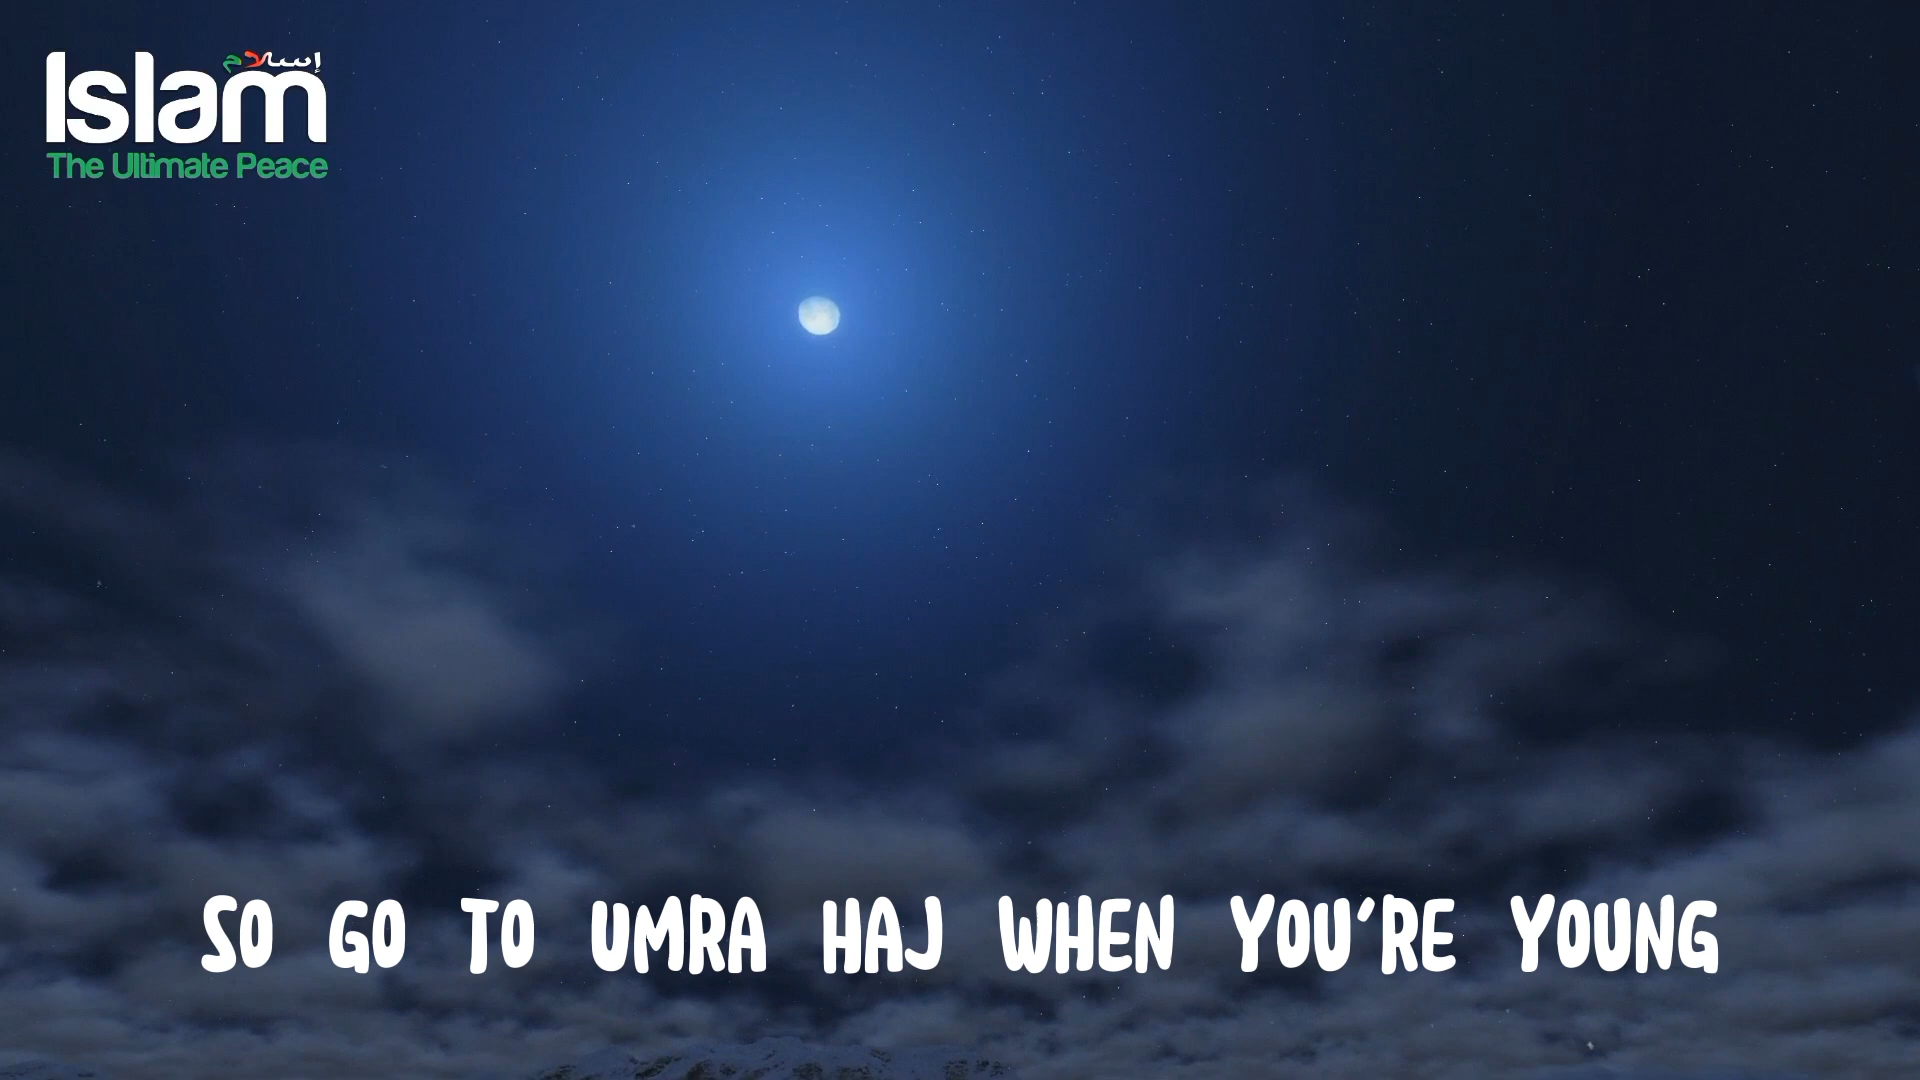 إسلام
Islam
The Ultimate Peace
SO GO TO UMRA HAJ WHEN YOU'RE YOUNG